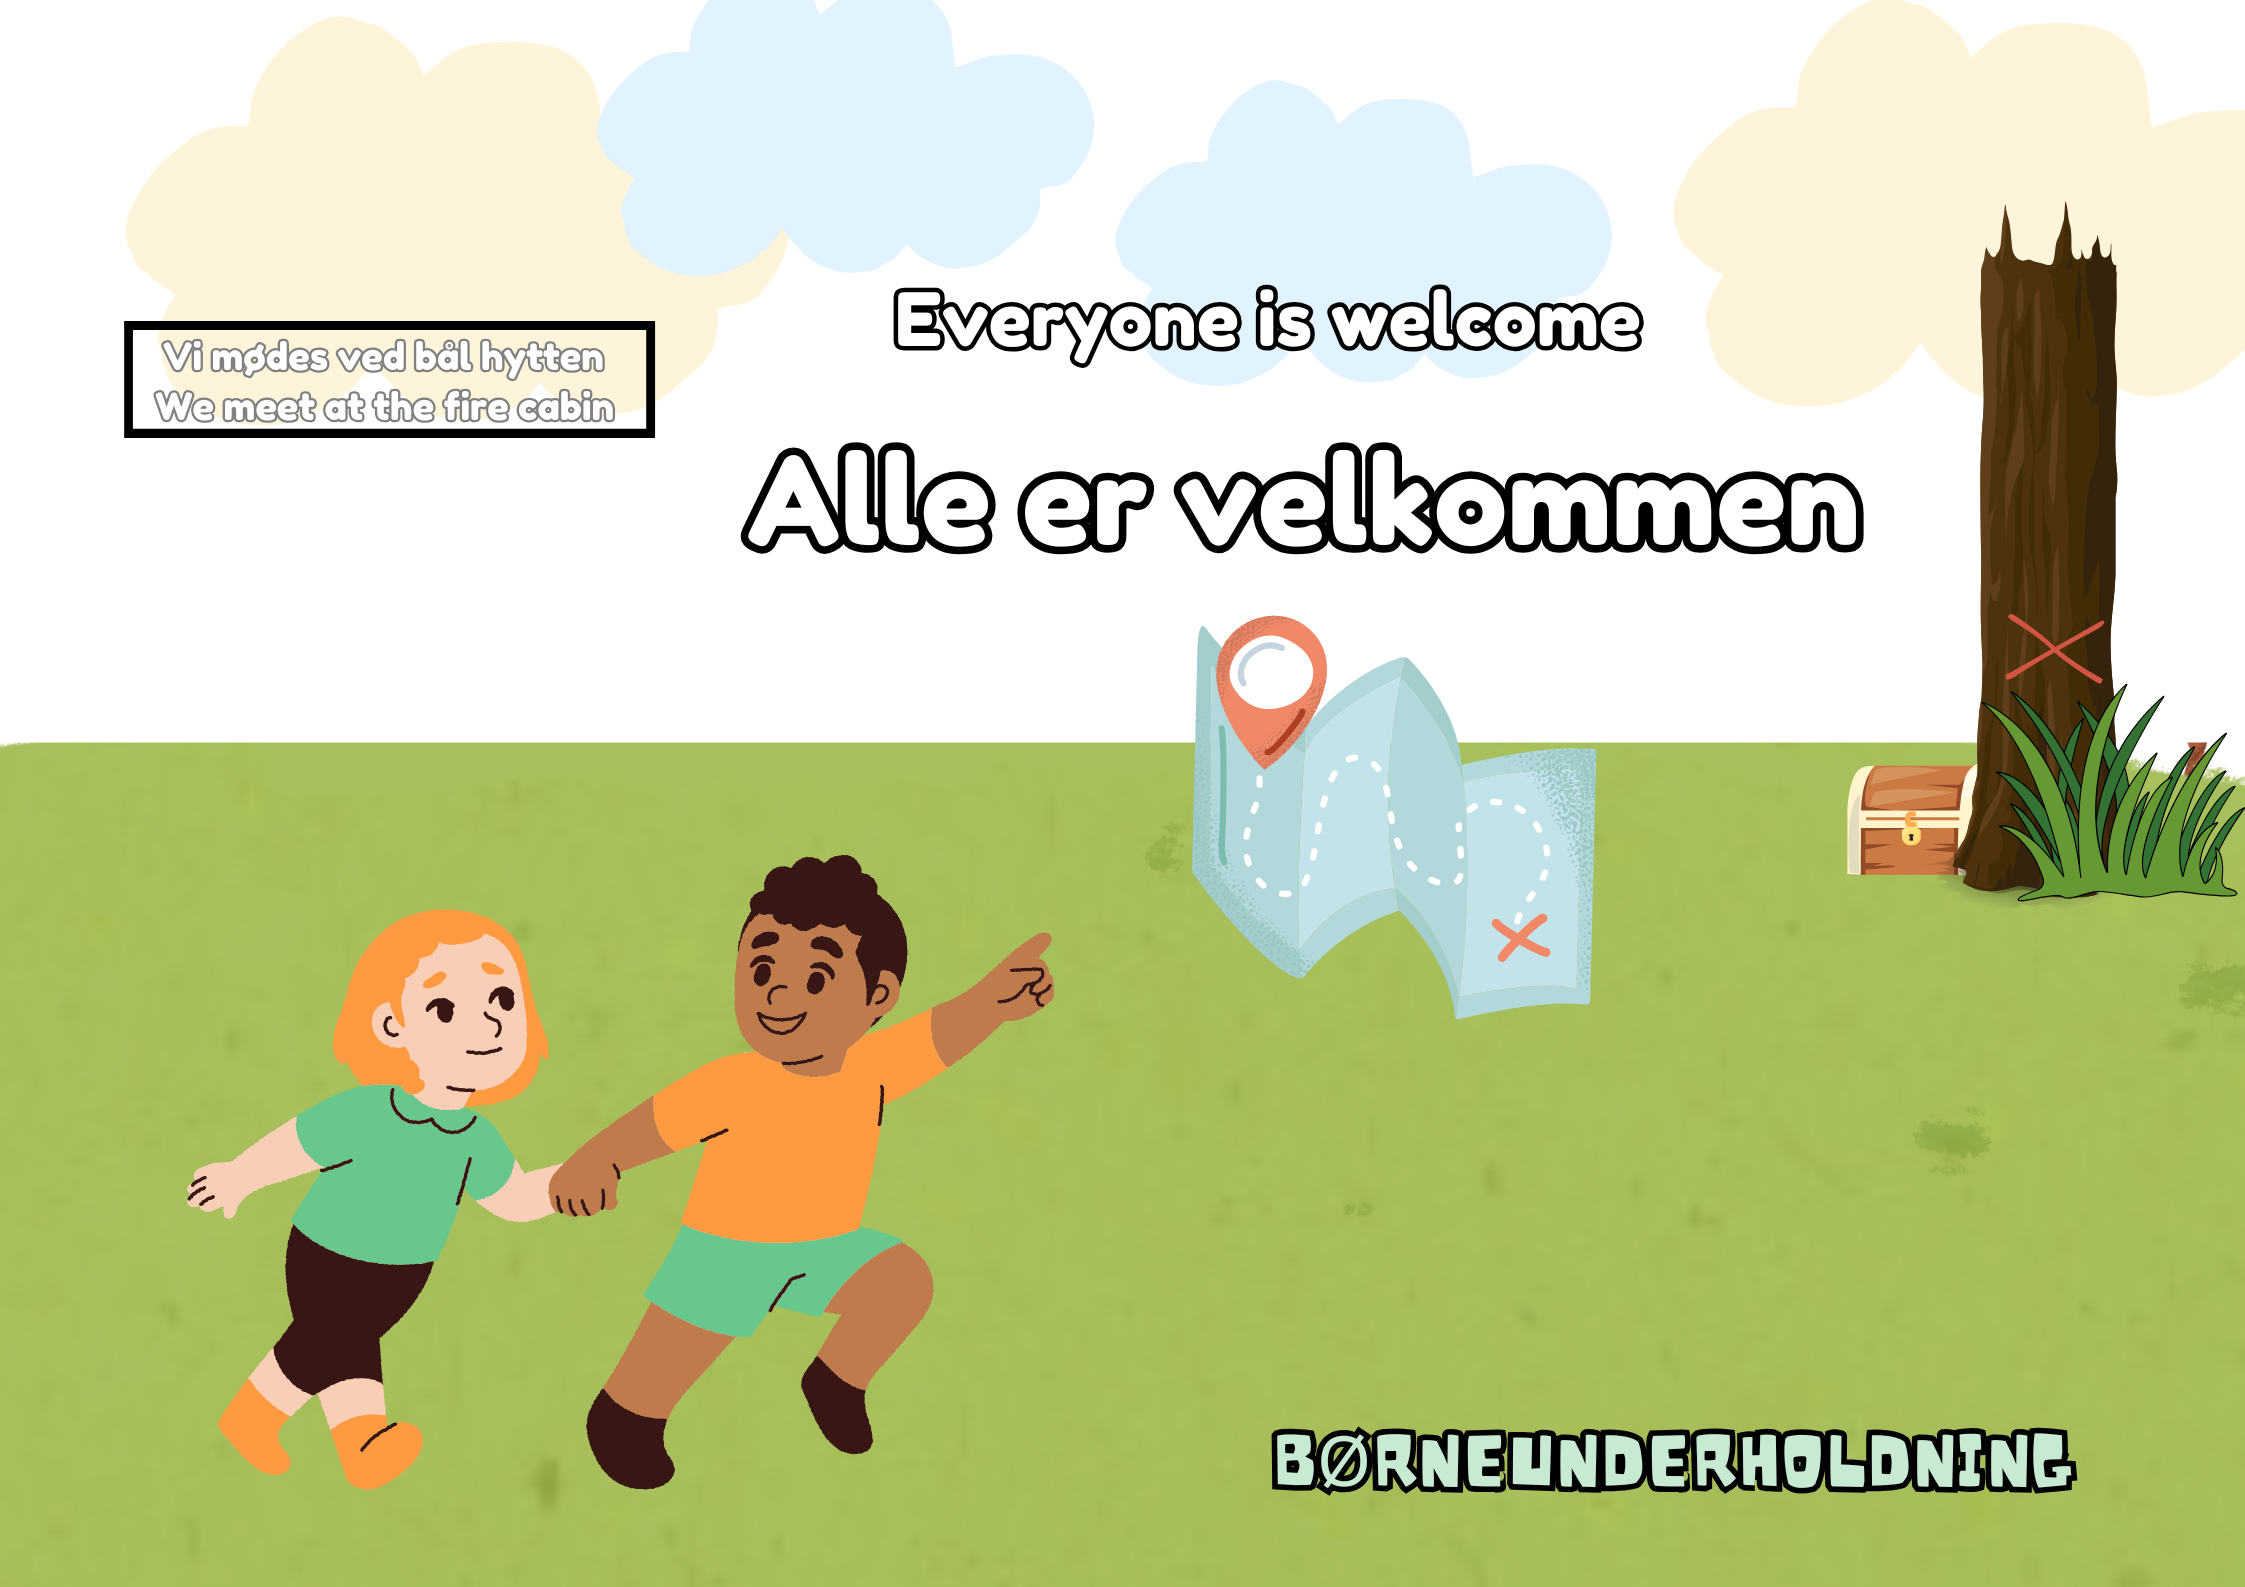 Everyone is welcome
Vi mødes ved bål hytten
We meet at the fire cabin
Alle er velkommen
BØRNEUNDERHOLDNING